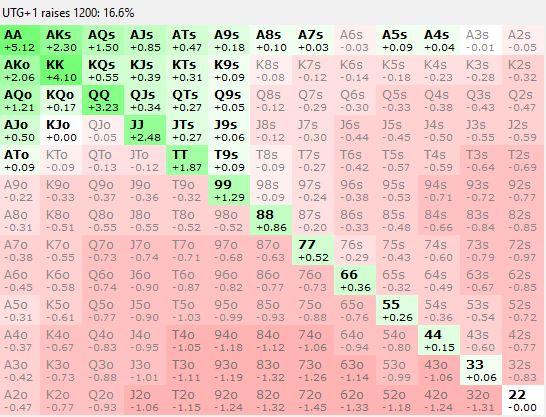 UTG+1 raises 1200: 16.6%
AA AKs AQs AJs ATs A9s A8s A7s A6s A5s A4s A3s A2s
+5.12 +2.30 +1.50 +0.85 +0.47 +0.18 +0.10 +0.03 -0.03 +0.09 +0.04 -0.01 -0.05
AKo KK KQs KJs KTs K9s K8s K7s K6s K5s K4s K3s K2s
+2.06 +4.10 +0.55 +0.39 +0.31 +0.09 -0.08 -0.12 -0.14 -0.18 -0.23 -0.28 -0.32
AQo KQo QQ QJs QTs Q9s Q8s Q7s Q6s Q5s Q4s Q3s Q2s
+1.21 +0.17 +3.23 +0.34 +0.27 +0.05 -0.12 -0.29 -0.30 -0.33 -0.38 -0.43 -0.47
AJo KJo QJo JJ JTs J9s J8s J7s J6s J5s J4s J3s J2s
+0.50 +0.00 -0.05 +2.48 +0.27 +0.06 -0.12 -0.30 -0.44 -0.45 -0.50 -0.55 -0.59
ATo KTo QTo JTo TT T9s T8s T7s T6s T5s T4s T3s T2s
+0.09 -0.09 -0.13 -0.12 +1.87 +0.09 -0.09 -0.27 -0.42 -0.57 -0.59 -0.64 -0.69
A9o K9o Q9o J9o T9o 99 98s 97s 96s 95s 94s 93s 92s
-0.22 -0.33 -0.37 -0.36 -0.32 +1.29 -0.09 -0.24 -0.38 -0.53 -0.71 -0.72 -0.77
A8o K8o Q8o J8o T8o 98o 88 87s 86s 85s 84s 83s 82s
-0.31 -0.51 -0.55 -0.55 -0.52 -0.52 +0.86 -0.20 -0.33 -0.48 -0.66 -0.84 -0.85
A7o K7o Q7o J7o T7o 97o 87o 77 76s 75s 74s 73s 72s
-0.38 -0.55 -0.73 -0.74 -0.71 -0.68 -0.63 +0.52 -0.29 -0.43 -0.60 -0.79 -0.97
A6o K6o Q6o J6o T6o 96o 86o 76o 66 65s 64s 63s 62s
-0.45 -0.58 -0.74 -0.90 -0.87 -0.82 -0.77 -0.73 +0.36 -0.32 -0.49 -0.67 -0.85
A5o K5o Q5o J5o T5o 95o 85o 75o 65o 55 54s 53s 52s
-0.31 -0.61 -0.77 -0.90 -1.03 -0.99 -0.93 -0.88 -0.76 +0.26 -0.36 -0.54 -0.72
A4o K4o Q4o J4o T4o 94o 84o 74o 64o 54o 44 43s 42s
-0.37 -0.67 -0.83 -0.95 -1.05 -1.18 -1.12 -1.06 -0.94 -0.80 +0.15 -0.60 -0.77
A3o K3o Q3o J3o T3o 93o 83o 73o 63o 53o 43o 33 32s
-0.42 -0.73 -0.88 -1.01 -1.11 -1.19 -1.32 -1.26 -1.14 -0.99 -1.06 +0.06 -0.83
A2o K2o Q2o J2o T2o 92o 82o 72o 62o 52o 42o 32o 22
-0.47 -0.77 -0.93 -1.06 -1.15 -1.24 -1.32 -1.45 -1.33 -1.18 -1.24 -1.31 -0.00